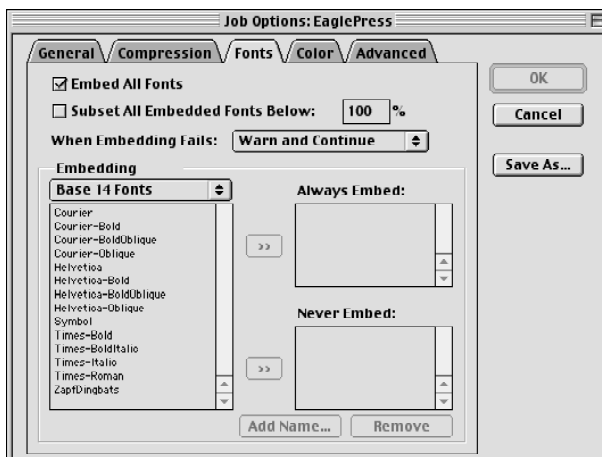 Job Options: EaglePress
General Compression Fonts Color Advanced
Embed All Fonts
Subset All Embedded Fonts Below: 100 %
When Embedding Fails: Warn and Continue
OK
Cancel
Save As...
Embedding
Base 14 Fonts
Courier
Courier-Bold
Courier-BoldOblique
Courier-Oblique
Helvetica
Helvetica-Bold
Helvetica-BoldOblique
Helvetica-Oblique
Symbol
Times-Bold
Times-BoldItalic
Times-Italic
Times-Roman
ZapfDingbats
>>
Always Embed:
>>
Never Embed:
Add Name... Remove